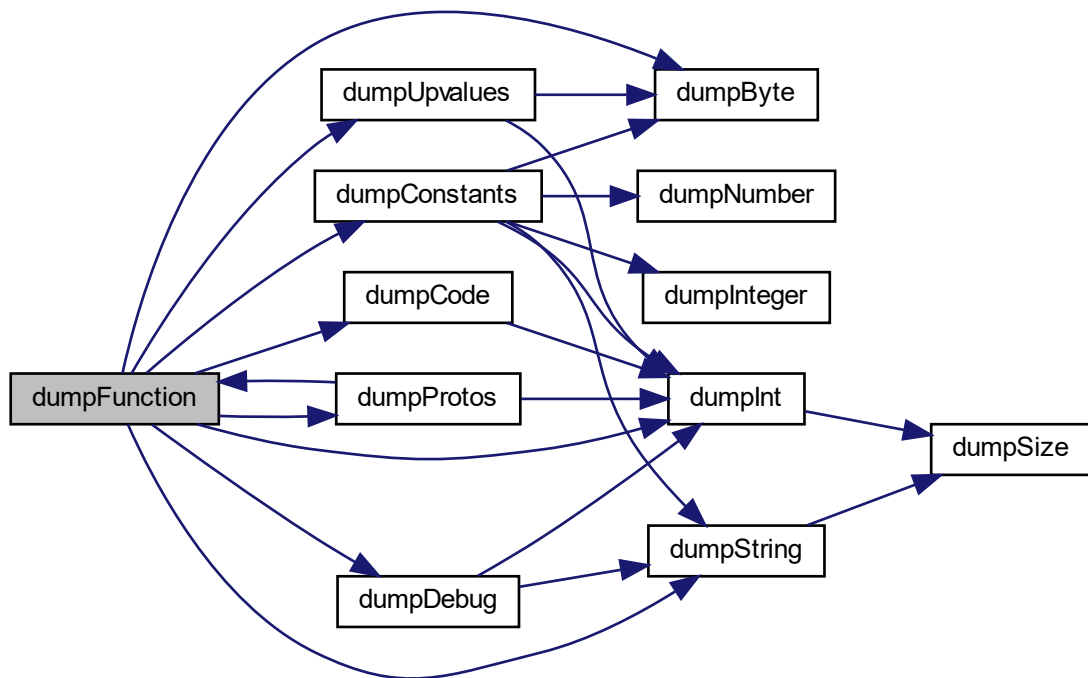 dumpFunction
dumpUpvalues
dumpConstants
dumpCode
dumpProtos
dumpDebug
dumpByte
dumpNumber
dumpInteger
dumpInt
dumpString
dumpSize